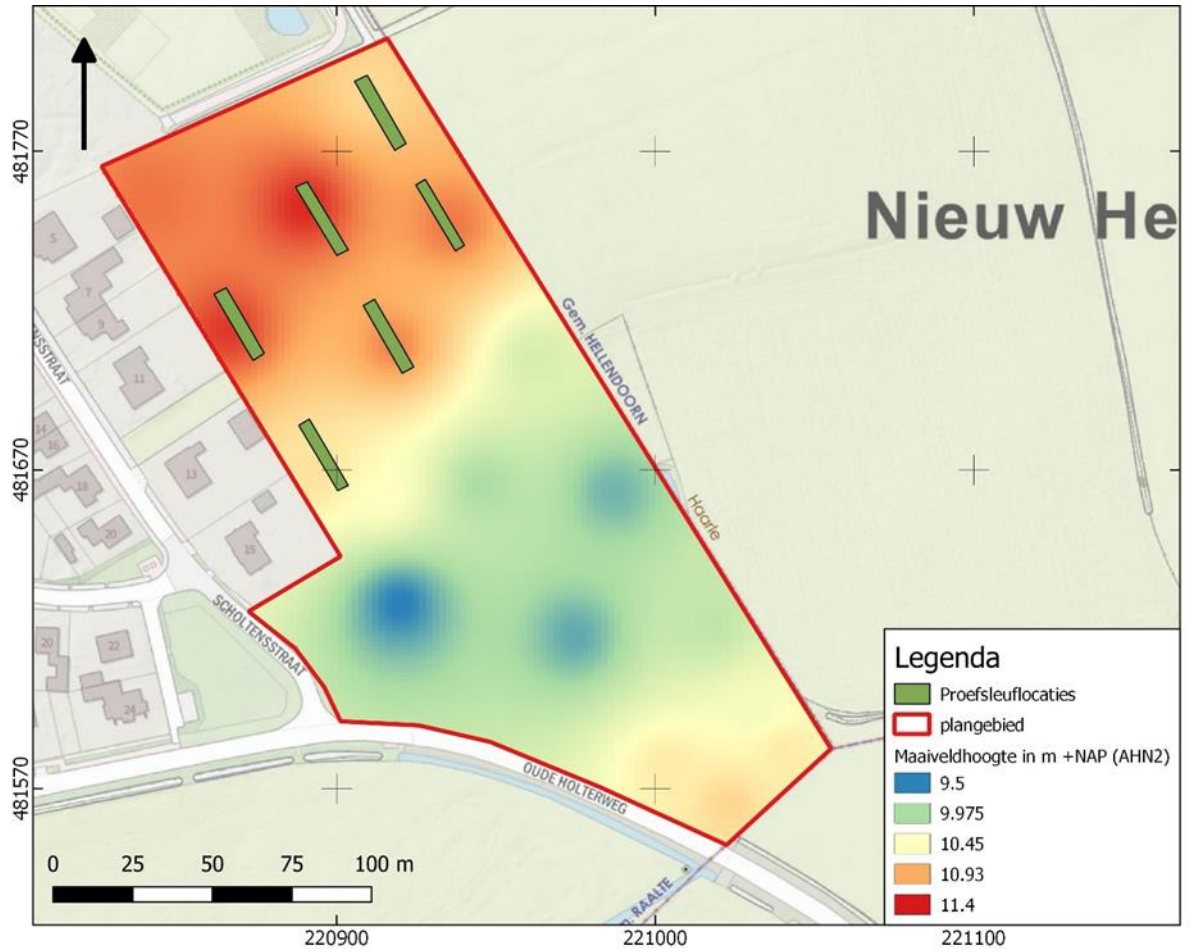 481770
481670
481570
220900
221000
221100
Nieuw He
Gem. HELLENDOORN
Haarle
5
7
9
11
13
15
14
16
18
20
20
22
24
ENSSTRAAT
SCHOLTENSSTRAAT
OUDE HOLTERWEG
m. RAALTE
0 25 50 75 100 m
Legenda
Proefsleuflocaties
plangebied
Maaiveldhoogte in m +NAP (AHN2)
9.5
9.975
10.45
10.93
11.4